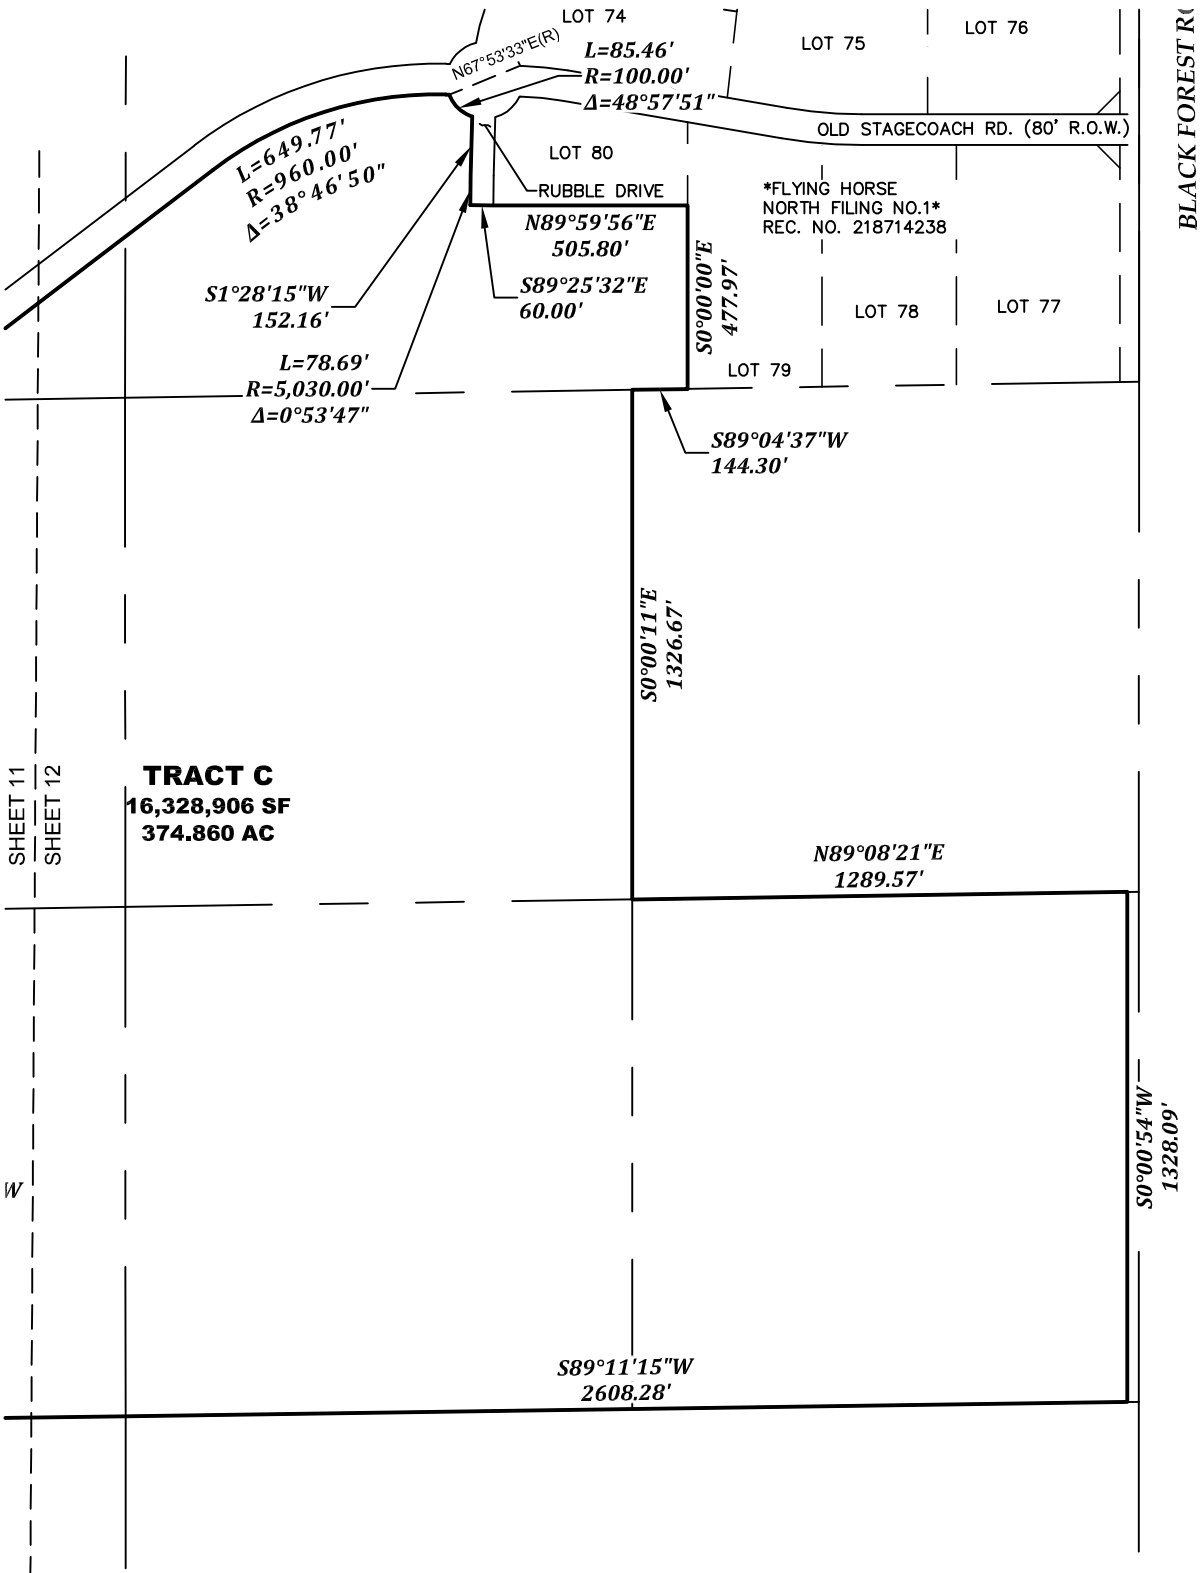 LOT 74
LOT 75
LOT 76
BLACK FOREST
N67°53'33"E(R)
L=85.46'
R=100.00'
Δ=48°57'51"
OLD STAGECOACH RD. (80' R.O.W.)
L=649.77'
R=960.00'
Δ=38°46'50"
LOT 80
RUBBLE DRIVE
*FLYING HORSE
NORTH FILING NO.1*
REC. NO. 218714238
N89°59'56"E
505.80'
S1°28'15"W
152.16'
S89°25'32"E
60.00'
S0°00'00"E
477.97'
LOT 78
LOT 77
L=78.69'
R=5,030.00'
Δ=0°53'47"
LOT 79
S89°04'37"W
144.30'
S0°00'11"E
1326.67'
SHEET 11
SHEET 12
TRACT C
16,328,906 SF
374.860 AC
N89°08'21"E
1289.57'
S0°00'54"W
1328.09'
W
S89°11'15"W
2608.28'